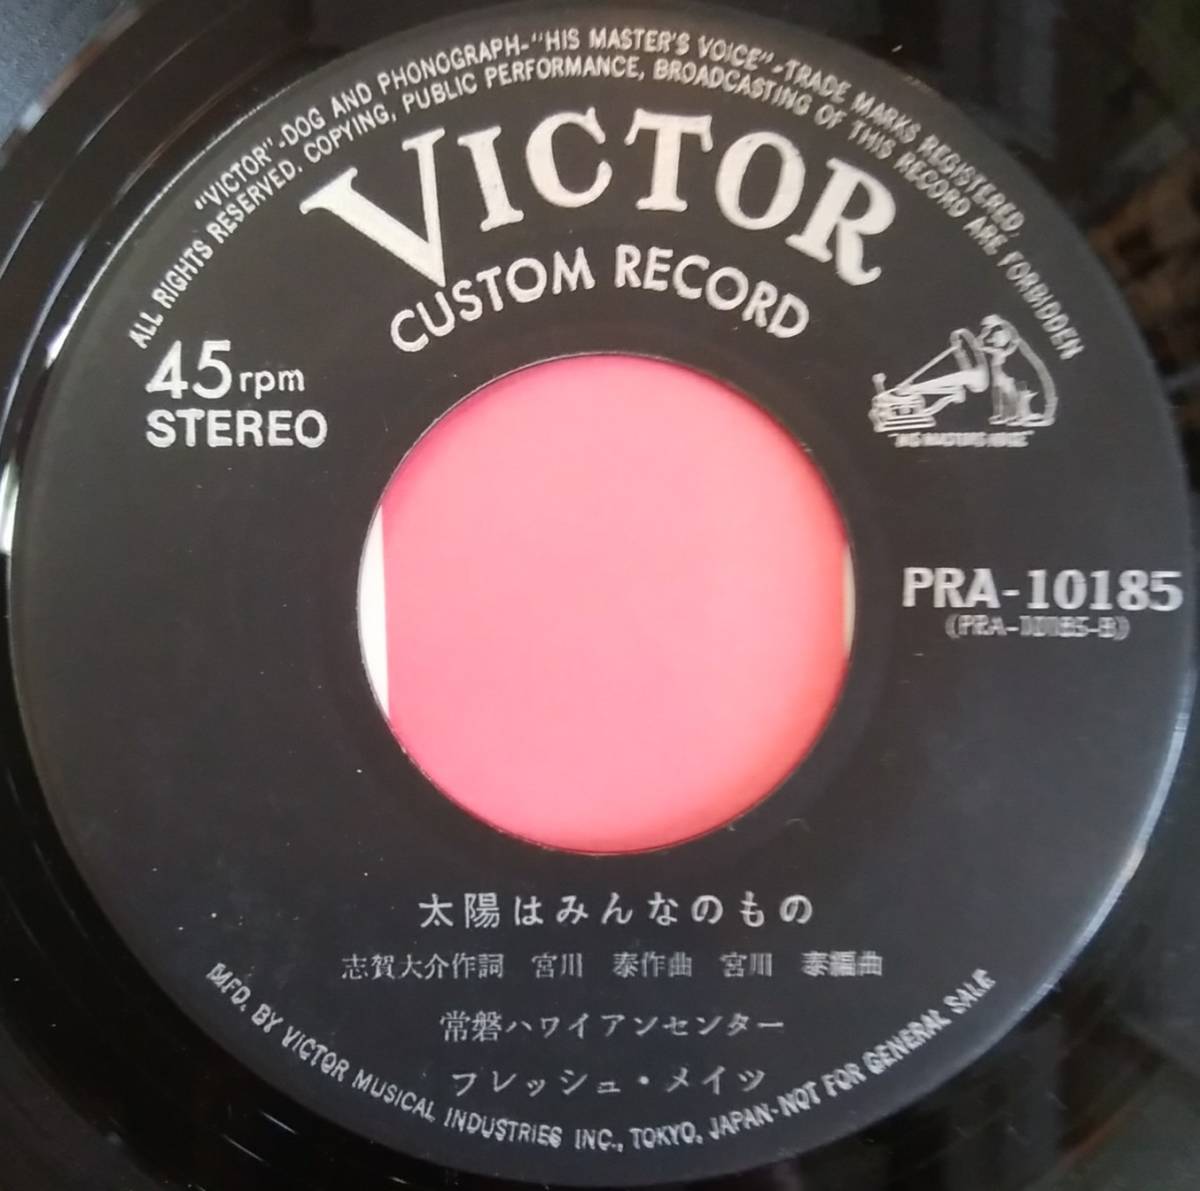 "VICTOR"-DOG AND PHONOGRAPH-"HIS MASTER'S VOICE"-TRADE MARKS REGISTERED.
ALL RIGHTS RESERVED. COPYING, PUBLIC PERFORMANCE, BROADCASTING OF THIS RECORD ARE FORBIDDEN
VICTOR
CUSTOM RECORD
45rpm
STEREO
"HIS MASTERS VOICE"
PRA-10185
(PRA-10185-B)
太陽はみんなのもの
志賀大介作詞 宮川 泰作曲 宮川 泰編曲
常磐ハワイアンセンター
フレッシュ・メイツ
MFD. BY VICTOR MUSICAL INDUSTRIES INC., TOKYO, JAPAN-NOT FOR GENERAL SALE